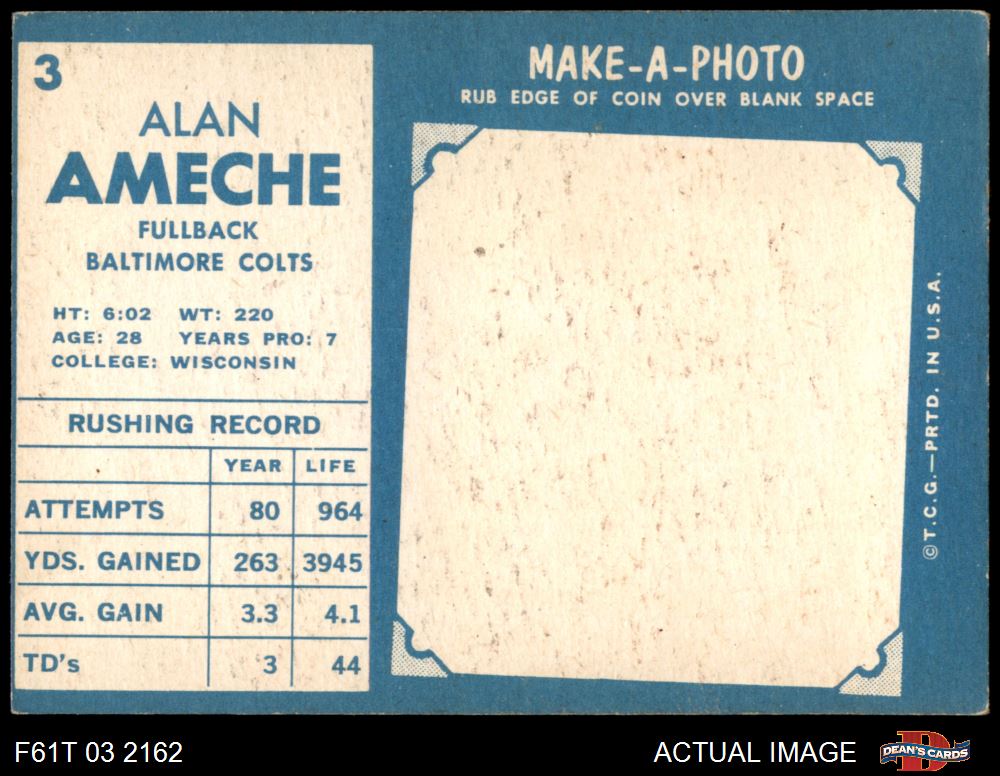 3
ALAN
AMECHE
FULLBACK
BALTIMORE COLTS
HT: 6:02 WT: 220
AGE: 28 YEARS PRO: 7
COLLEGE: WISCONSIN
RUSHING RECORD
YEAR LIFE
ATTEMPTS 80 964
YDS. GAINED 263 3945
AVG. GAIN 3.3 4.1
TD's 3 44
MAKE-A-PHOTO
RUB EDGE OF COIN OVER BLANK SPACE
©T.C.G.—PRTD. IN U.S.A.
F61T 03 2162
ACTUAL IMAGE
DEAN'S CARDS